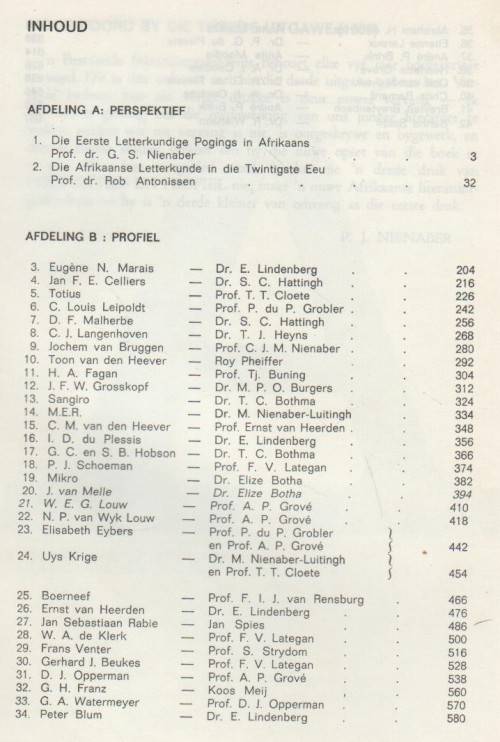 INHOUD
AFDELING A: PERSPEKTIEF
1. Die Eerste Letterkundige Pogings in Afrikaans
Prof. dr. G. S. Nienaber . . . 3
2. Die Afrikaanse Letterkunde in die Twintigste Eeu
Prof. dr. Rob. Antonissen . . . 32
AFDELING B : PROFIEL
3. Eugène N. Marais — Dr. E. Lindenberg . . 204
4. Jan F. E. Celliers — Dr. S. C. Hattingh . . 216
5. Totius — Prof. T. T. Cloete . . 226
6. C. Louis Leipoldt — Prof. P. du P. Grobler . . 242
7. D. F. Malherbe — Dr. S. C. Hattingh . . 256
8. C. J. Langenhoven — Dr. T. J. Heyns . . 268
9. Jochem van Bruggen — Prof. C. J. M. Nienaber . 280
10. Toon van den Heever — Roy Pheiffer . . 292
11. H. A. Fagan — Prof. Tj. Buning . . 304
12. J. F. W. Grosskopf — Dr. M. P. O. Burgers . . 312
13. Sangiro — Dr. T. C. Bothma . . 324
14. M.E.R. — Dr. M. Nienaber-Luitingh . 334
15. C. M. van den Heever — Prof. Ernst van Heerden . . 348
16. I. D. du Plessis — Dr. E. Lindenberg . . 356
17. G. C. en S. B. Hobson — Dr. T. C. Bothma . . 366
18. P. J. Schoeman — Prof. F. V. Lategan . . 374
19. Mikro — Dr. Elize Botha . . 382
20. J. van Melle — Dr. Elize Botha . . 394
21. W. E. G. Louw — Prof. A. P. Grové . . 410
22. N. P. van Wyk Louw — Prof. A. P. Grové . . 418
23. Elisabeth Eybers — Prof. P. du P. Grobler
en Prof. A. P. Grové } 442
24. Uys Krige — Dr. M. Nienaber-Luitingh
en Prof. T. T. Cloete } 454
25. Boerneef — Prof. F. I. J. van Rensburg . 466
26. Ernst van Heerden — Dr. E. Lindenberg . . 476
27. Jan Sebastiaan Rabie — Jan Spies . . 486
28. W. A. de Klerk — Prof. F. V. Lategan . . 500
29. Frans Venter — Prof. S. Strydom . . 516
30. Gerhard J. Beukes — Prof. F. V. Lategan . . 528
31. D. J. Opperman — Prof. A. P. Grové . . 538
32. G. H. Franz — Koos Meij . . 560
33. G. A. Watermeyer — Prof. D. J. Opperman . . 570
34. Peter Blum — Dr. E. Lindenberg . . 580